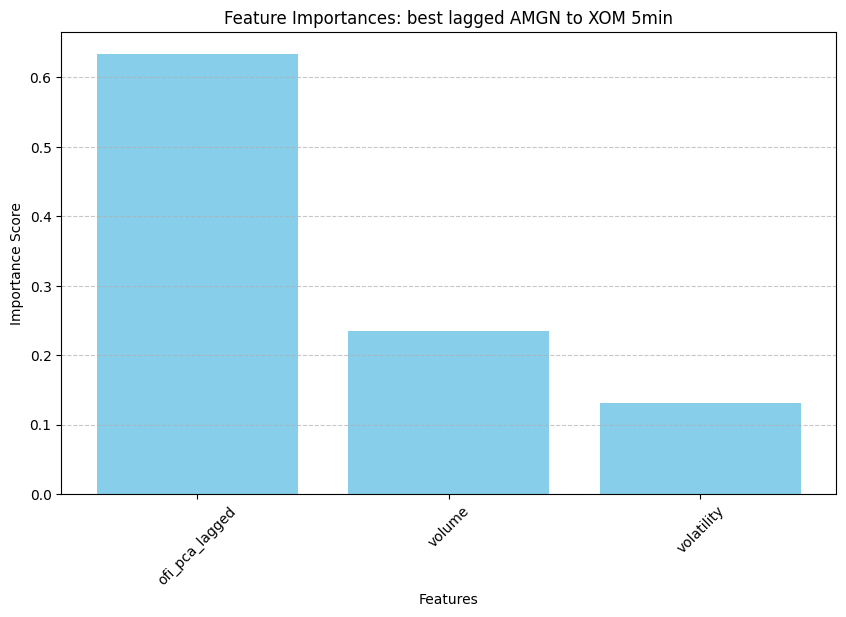 Feature Importances: best lagged AMGN to XOM 5min
Importance Score
0.6
0.5
0.4
0.3
0.2
0.1
0.0
ofi_pca_lagged
volume
volatility
Features